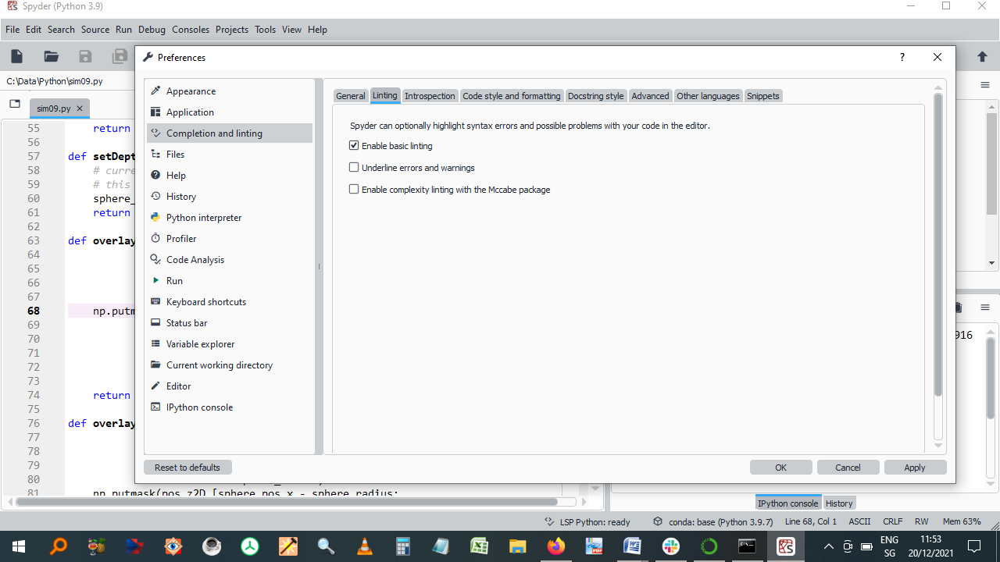 Spyder (Python 3.9)
File Edit Search Source Run Debug Consoles Projects Tools View Help
Preferences
?
C:\Data\Python\sim09.py
sim09.py
Appearance
Application
Completion and linting
Files
Help
History
Python interpreter
Profiler
Code Analysis
Run
Keyboard shortcuts
Status bar
Variable explorer
Current working directory
Editor
IPython console
General Linting Introspection Code style and formatting Docstring style Advanced Other languages Snippets
Spyder can optionally highlight syntax errors and possible problems with your code in the editor.
Enable basic linting
Underline errors and warnings
Enable complexity linting with the Mccabe package
Reset to defaults OK Cancel Apply
55 return
56
57 def setDept
58 # curre
59 # this
60 sphere_
61 return
62
63 def overlay
64
65
66
67
68 np.putm
69
70
71
72
73
74 return
75
76 def overlay
77
78
79
80
81 np.putmask(pos_z2D [sphere_pos_x - sphere_radius:
916
IPython console History
LSP Python: ready conda: base (Python 3.9.7) Line 68, Col 1 ASCII CRLF RW Mem 63%
ENG
SG
11:53
20/12/2021